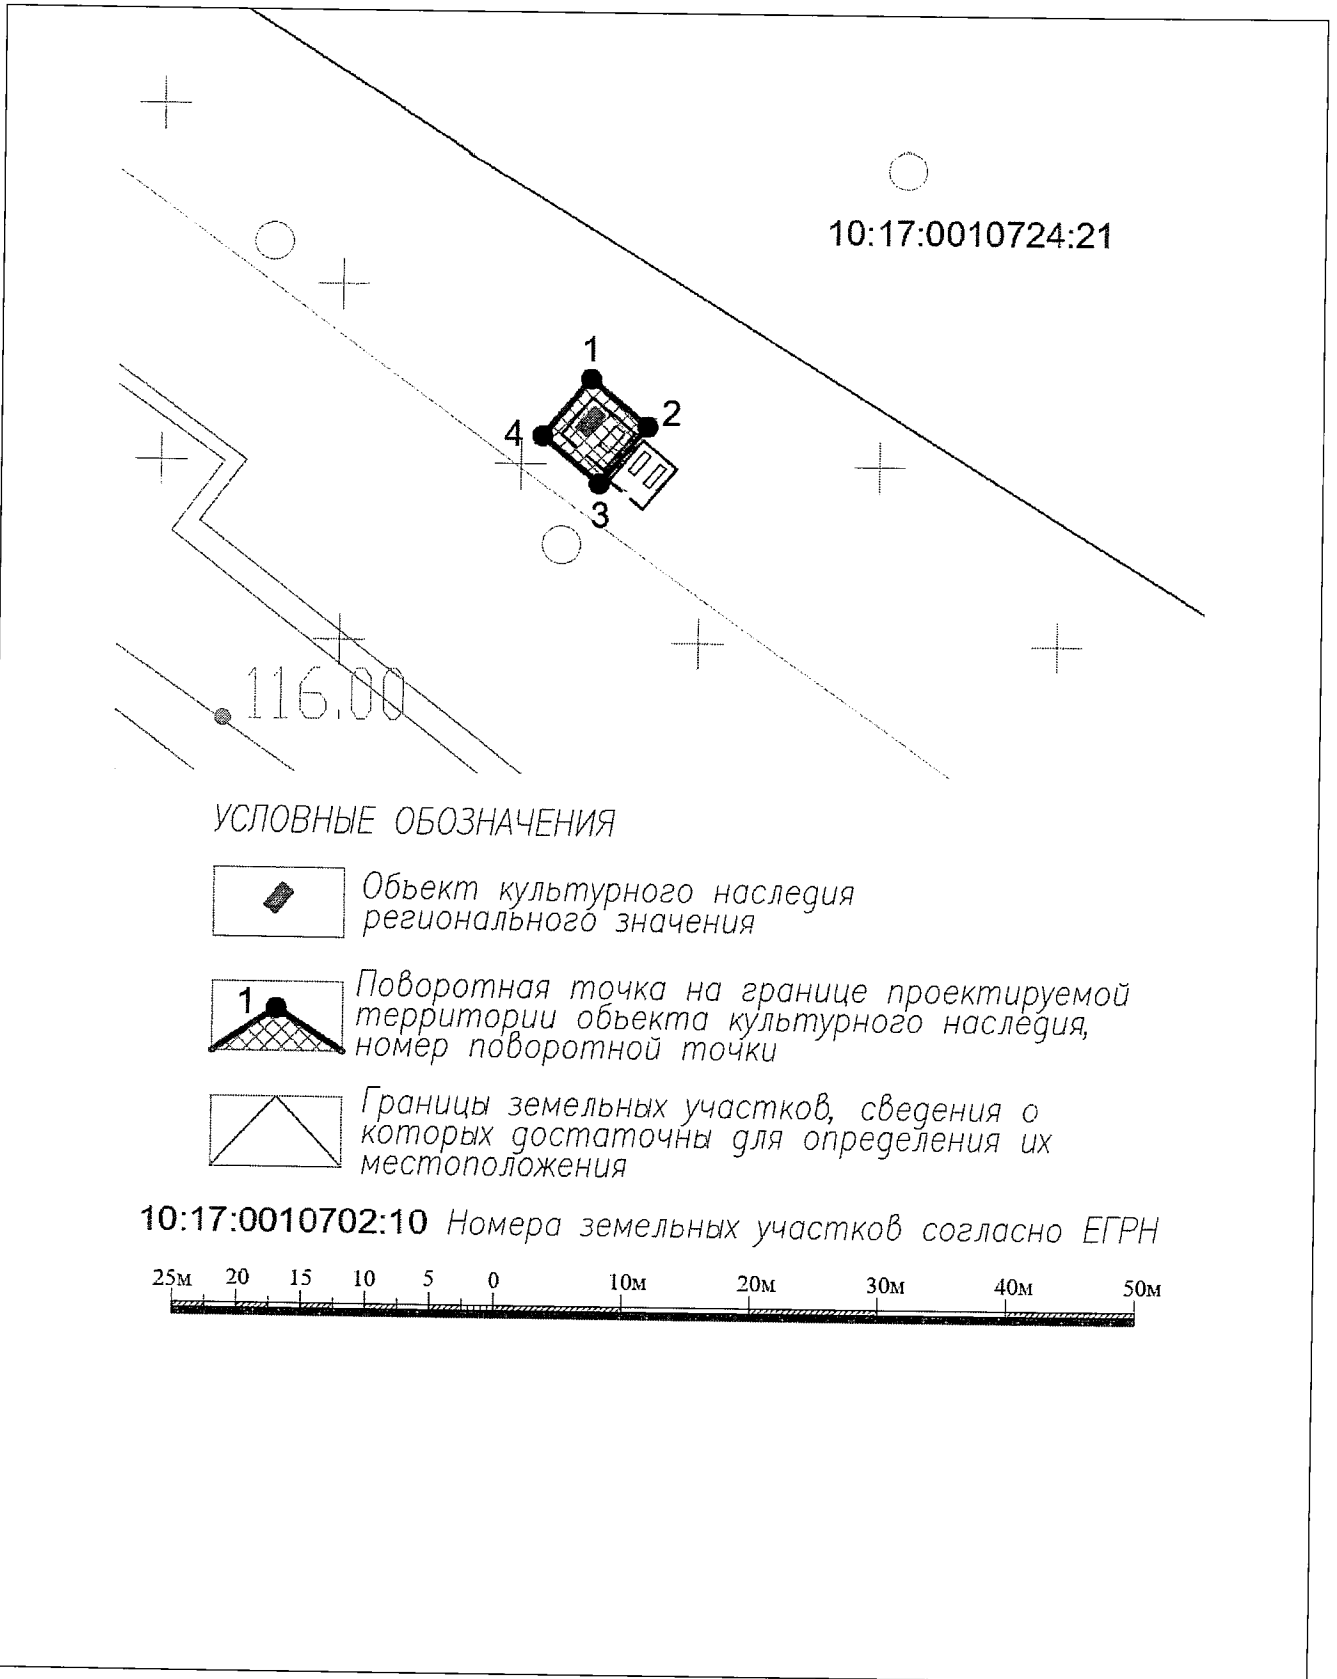 10:17:0010724:21
1
2
4
3
116.00
УСЛОВНЫЕ ОБОЗНАЧЕНИЯ
Обьект культурного наследия
регионального значения
1
Поворотная точка на границе проектируемой
территории обьекта культурного наследия,
номер поворотной точки
Границы земельных участков, сведения о
которых достаточны для определения их
местоположения
10:17:0010702:10 Номера земельных участков согласно ЕГРН
25м 20 15 10 5 0 10м 20м 30м 40м 50м